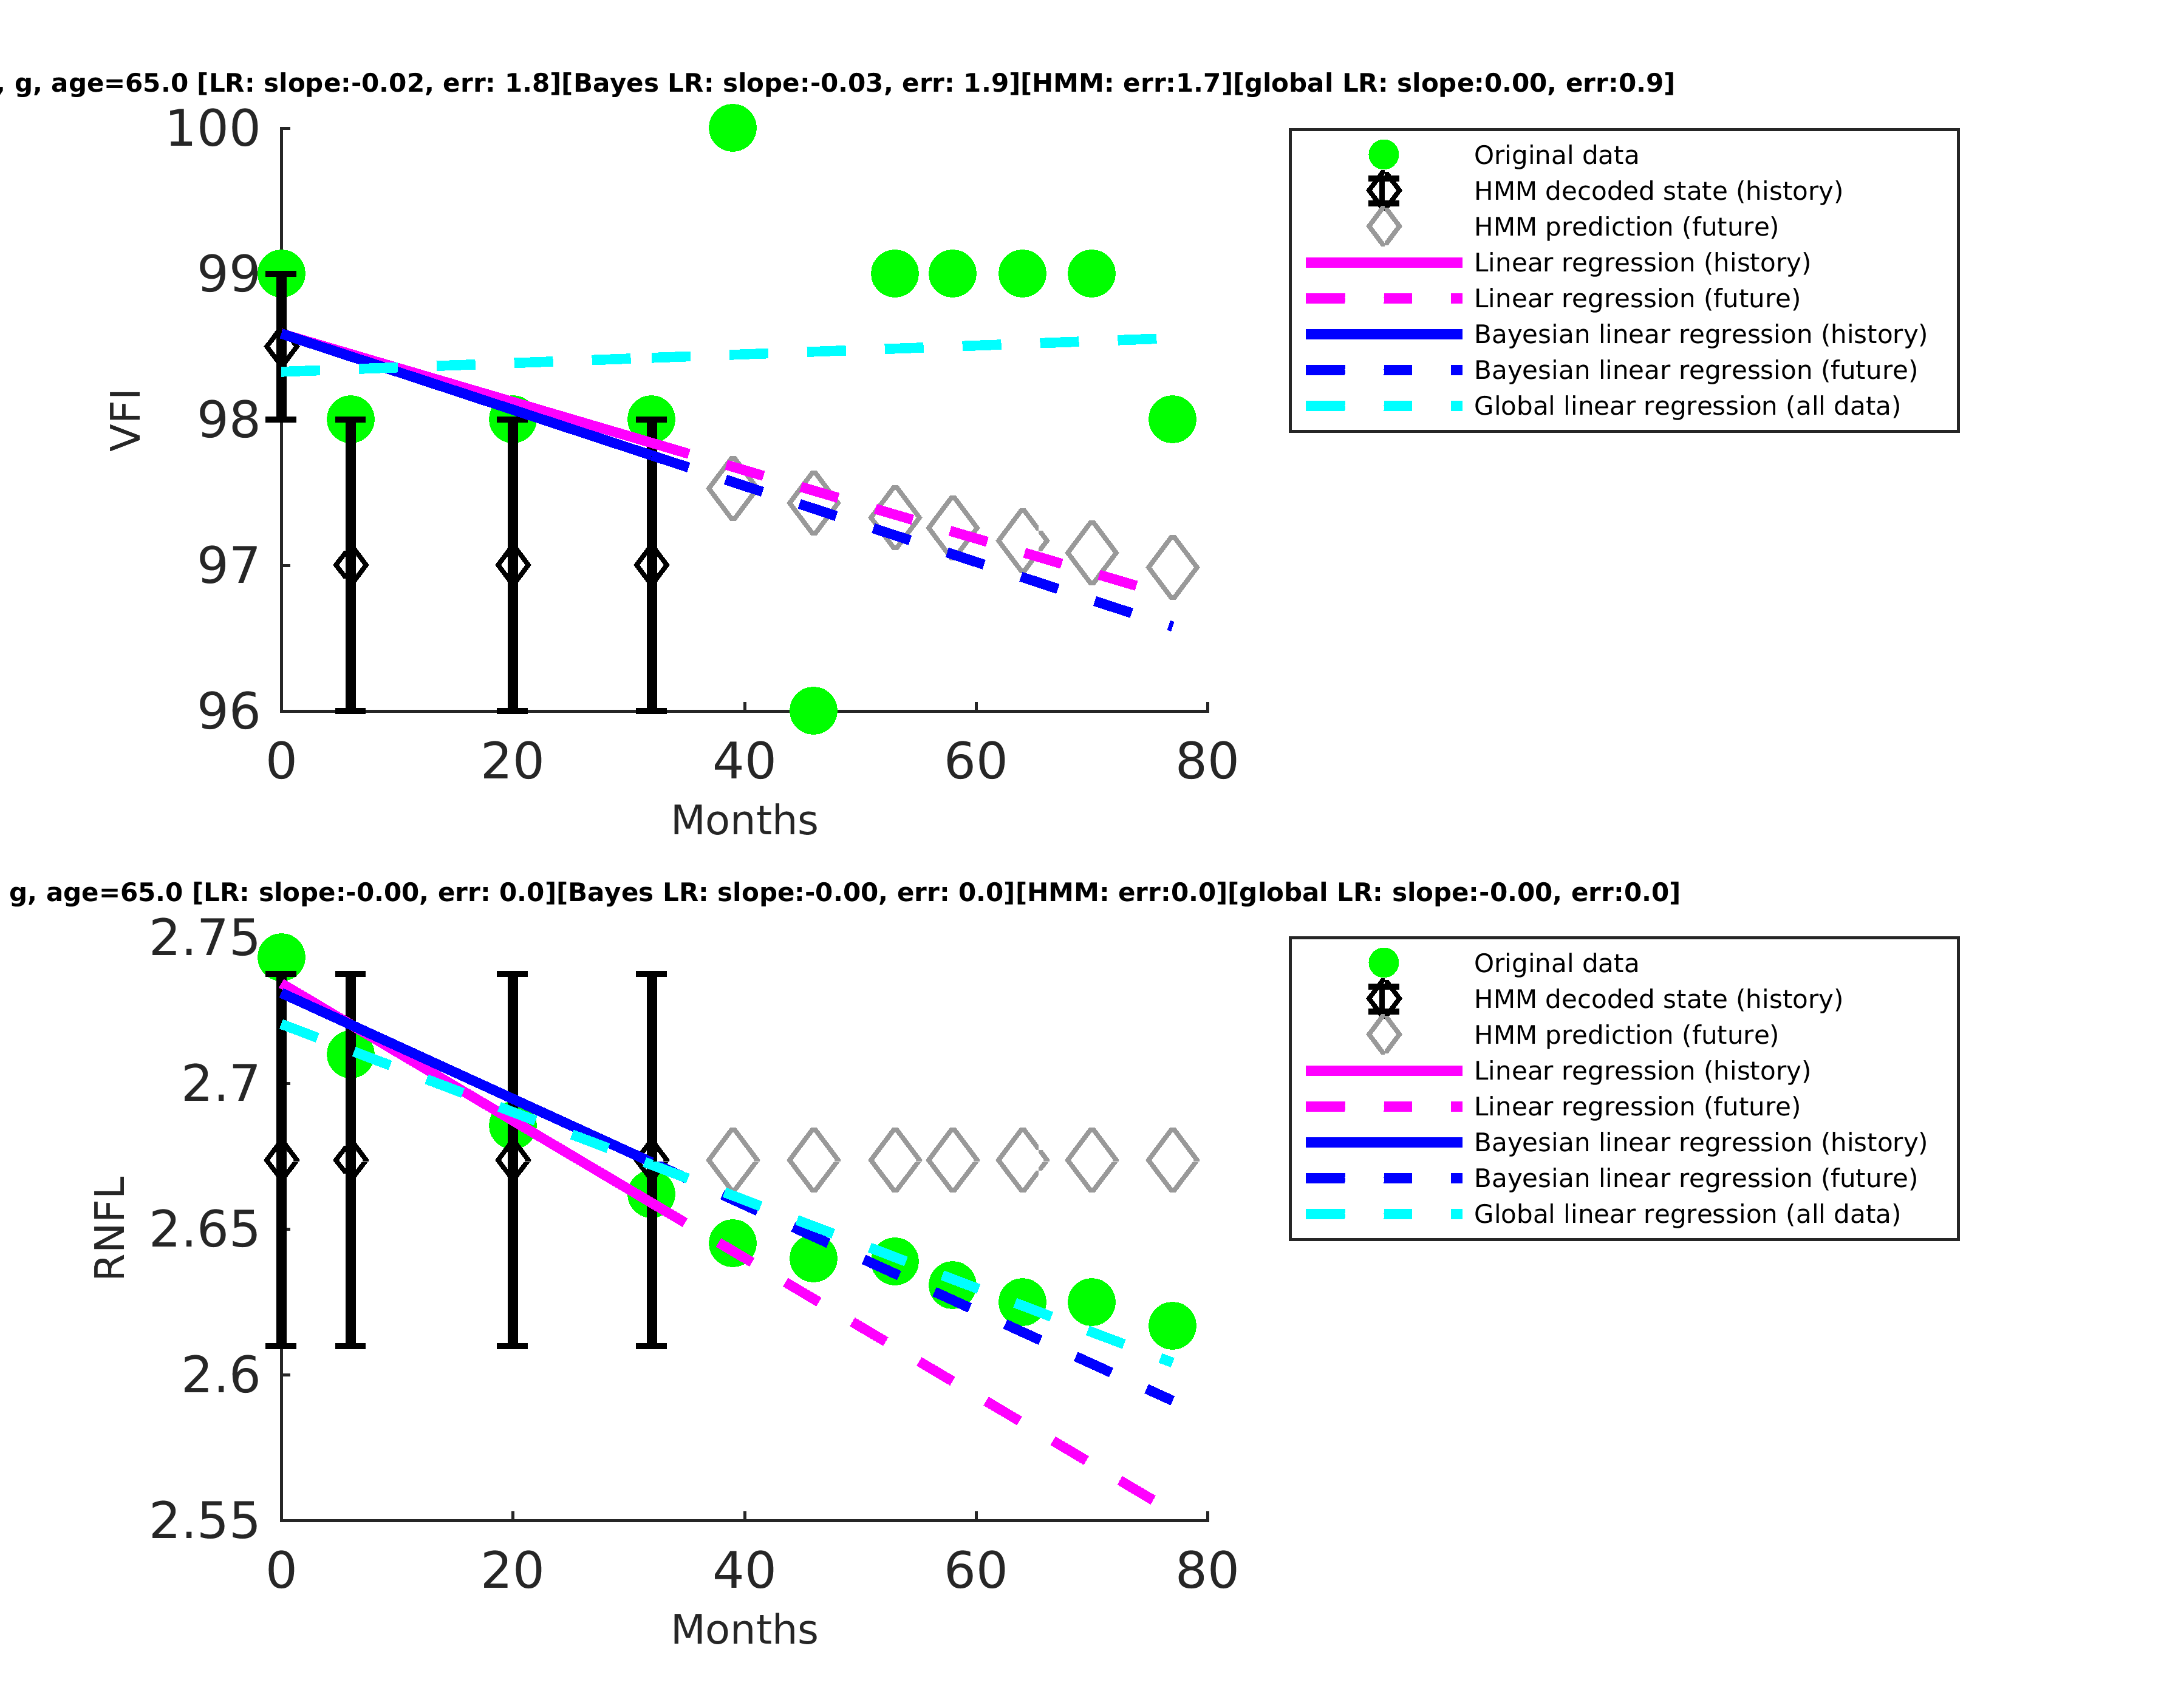 , g, age=65.0 [LR: slope:-0.02, err: 1.8][Bayes LR: slope:-0.03, err: 1.9][HMM: err:1.7][global LR: slope:0.00, err:0.9]
100
99
98
97
96
VFI
0 20 40 60 80
Months
Original data
HMM decoded state (history)
HMM prediction (future)
Linear regression (history)
Linear regression (future)
Bayesian linear regression (history)
Bayesian linear regression (future)
Global linear regression (all data)
g, age=65.0 [LR: slope:-0.00, err: 0.0][Bayes LR: slope:-0.00, err: 0.0][HMM: err:0.0][global LR: slope:-0.00, err:0.0]
2.75
2.7
2.65
2.6
2.55
RNFL
0 20 40 60 80
Months
Original data
HMM decoded state (history)
HMM prediction (future)
Linear regression (history)
Linear regression (future)
Bayesian linear regression (history)
Bayesian linear regression (future)
Global linear regression (all data)